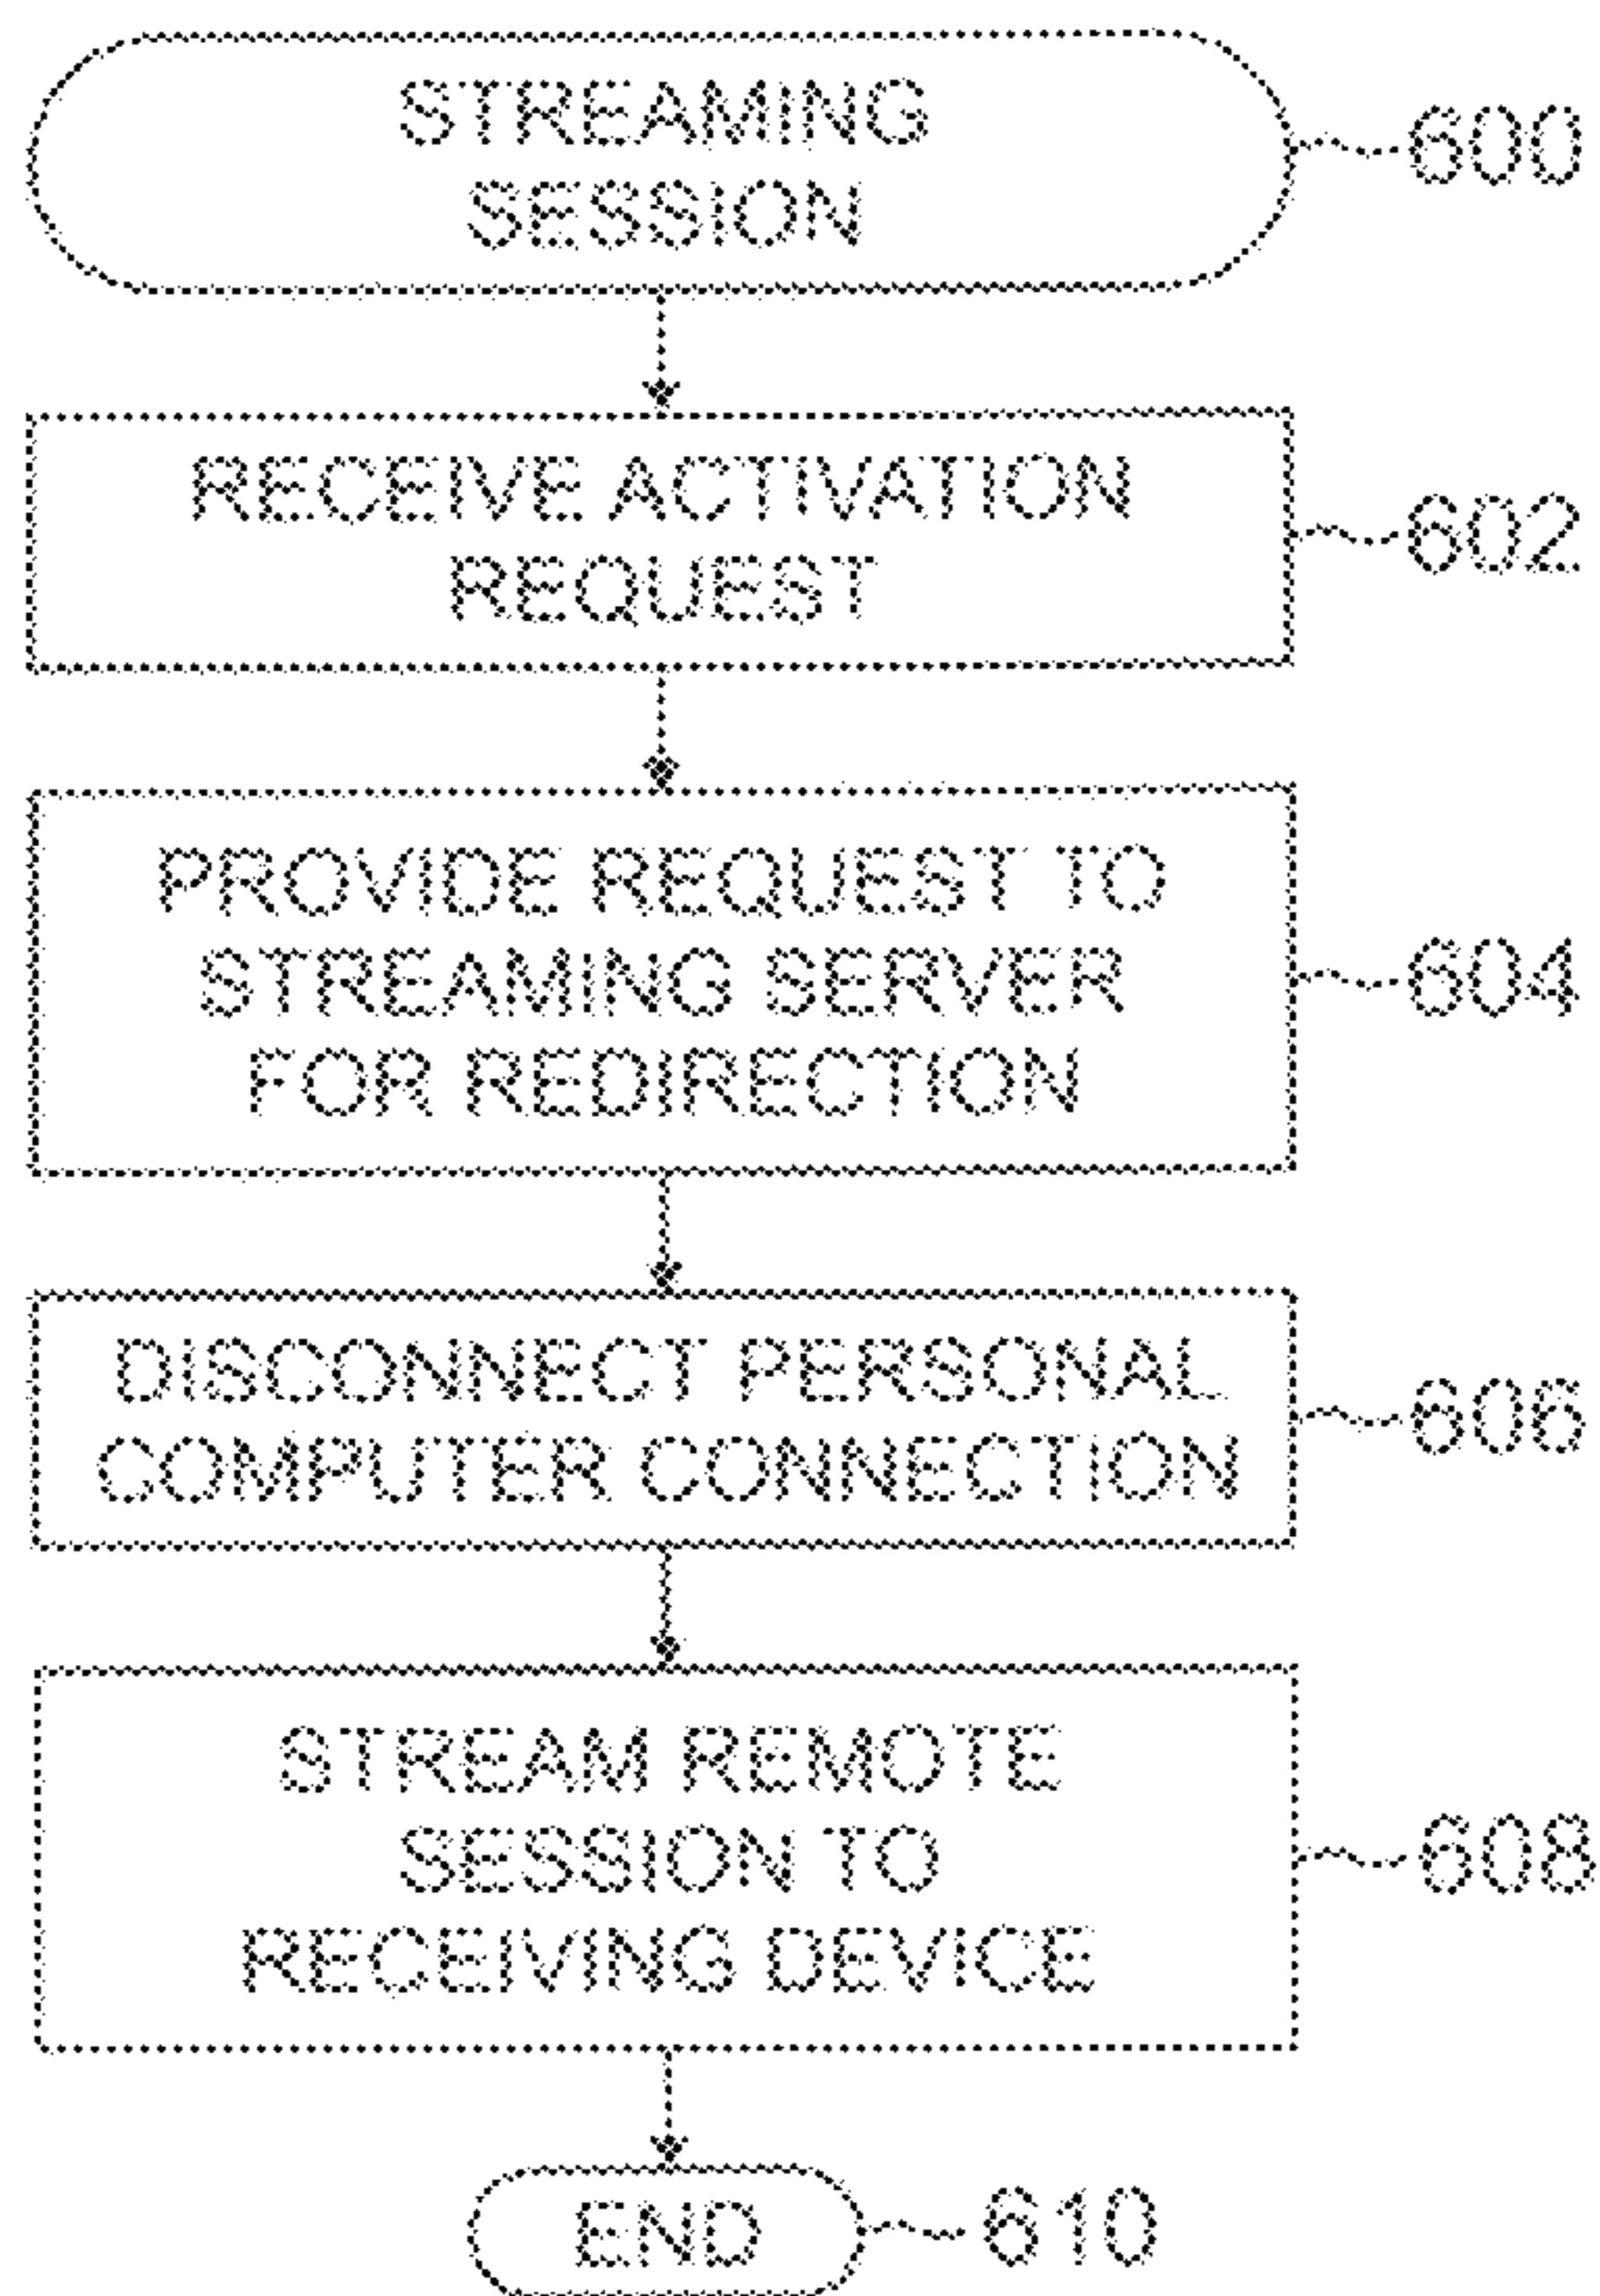 STREAMING
SESSION
600
RECEIVE ACTIVATION
REQUEST
602
PROVIDE REQUEST TO
STREAMING SERVER
FOR REDIRECTION
604
DISCONNECT PERSONAL
COMPUTER CONNECTION
606
STREAM REMOTE
SESSION TO
RECEIVING DEVICE
608
END
610